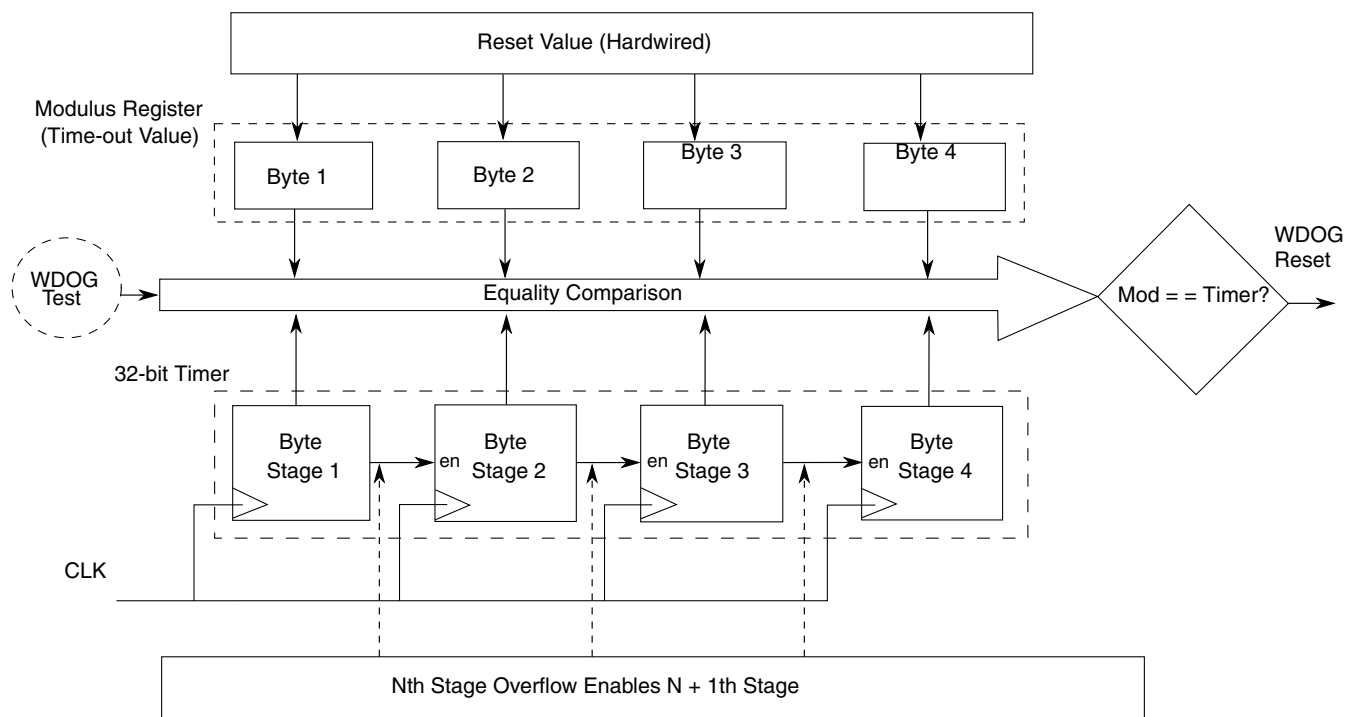 Reset Value (Hardwired)
Modulus Register
(Time-out Value)
Byte 1
Byte 2
Byte 3
Byte 4
WDOG
Test
Equality Comparison
Mod = = Timer?
WDOG
Reset
32-bit Timer
Byte
Stage 1
en
Byte
Stage 2
en
Byte
Stage 3
en
Byte
Stage 4
CLK
Nth Stage Overflow Enables N + 1th Stage